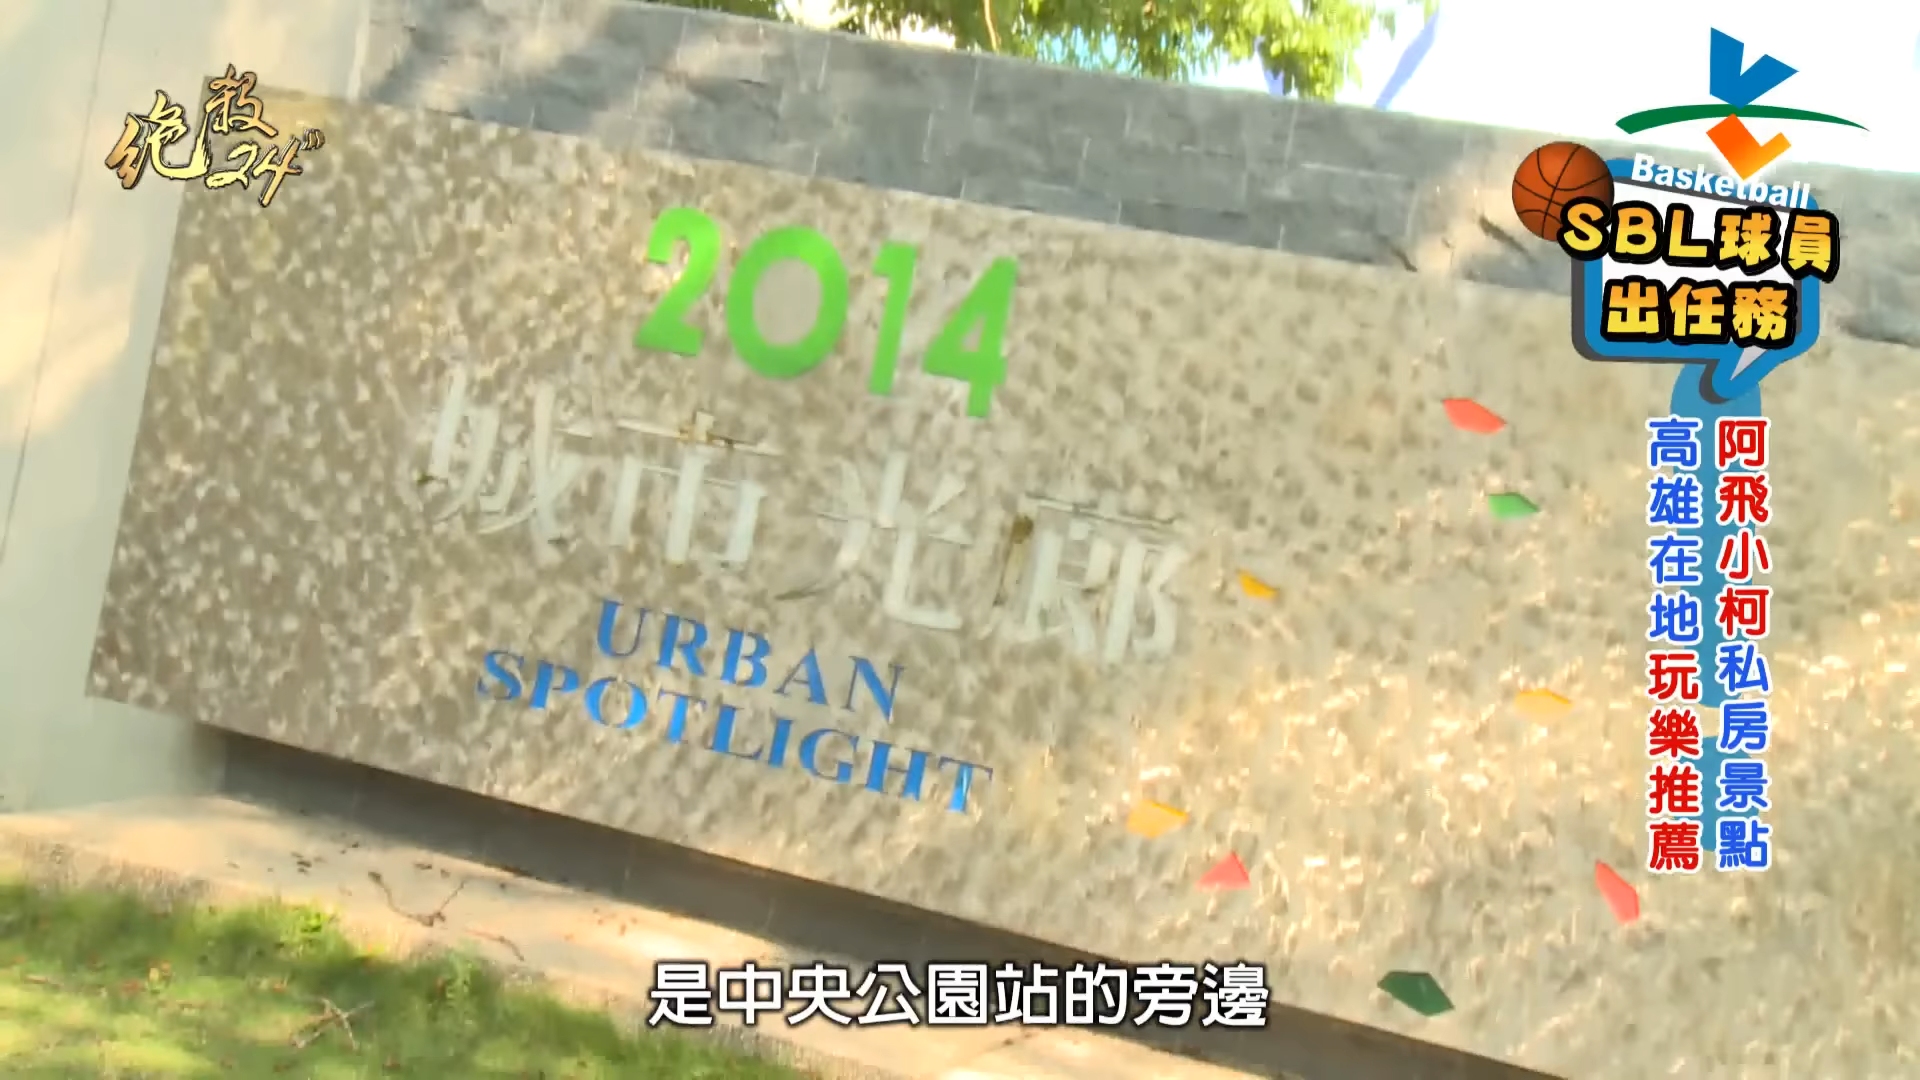 絕殺24
Basketball
SBL球員
出任務
阿飛小柯私房景點
高雄在地玩樂推薦
2014
城市光廊
URBAN
SPOTLIGHT
是中央公園站的旁邊